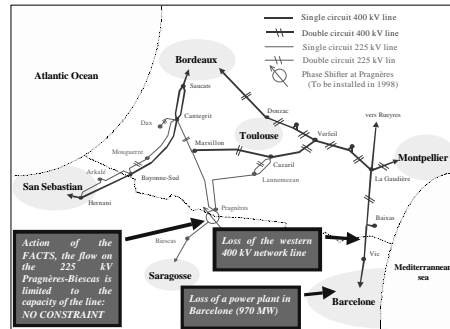 Single circuit 400 kV line
Double circuit 400 kV line
Single circuit 225 kV line
Double circuit 225 kV lin
Phase Shifter at Pragnères
(To be installed in 1998)
Atlantic Ocean
Bordeaux
Saucats
Donzac
vers Rueyres
Dax
Cantegrit
Toulouse
Verfeil
Mouguerre
Marsillon
Montpellier
Arkalé
Cazaril
San Sebastian
Bayonne-Sud
Lannemezan
La Gaudière
Hernani
Pragnères
Baixas
Action of the
FACTS, the flow on
the 225 kV
Pragnères-Biescas is
limited to the
capacity of the line:
NO CONSTRAINT
Biescas
Loss of the western
400 kV network line
Vic
Saragosse
Mediterranean
sea
Loss of a power plant in
Barcelone (970 MW)
Barcelone